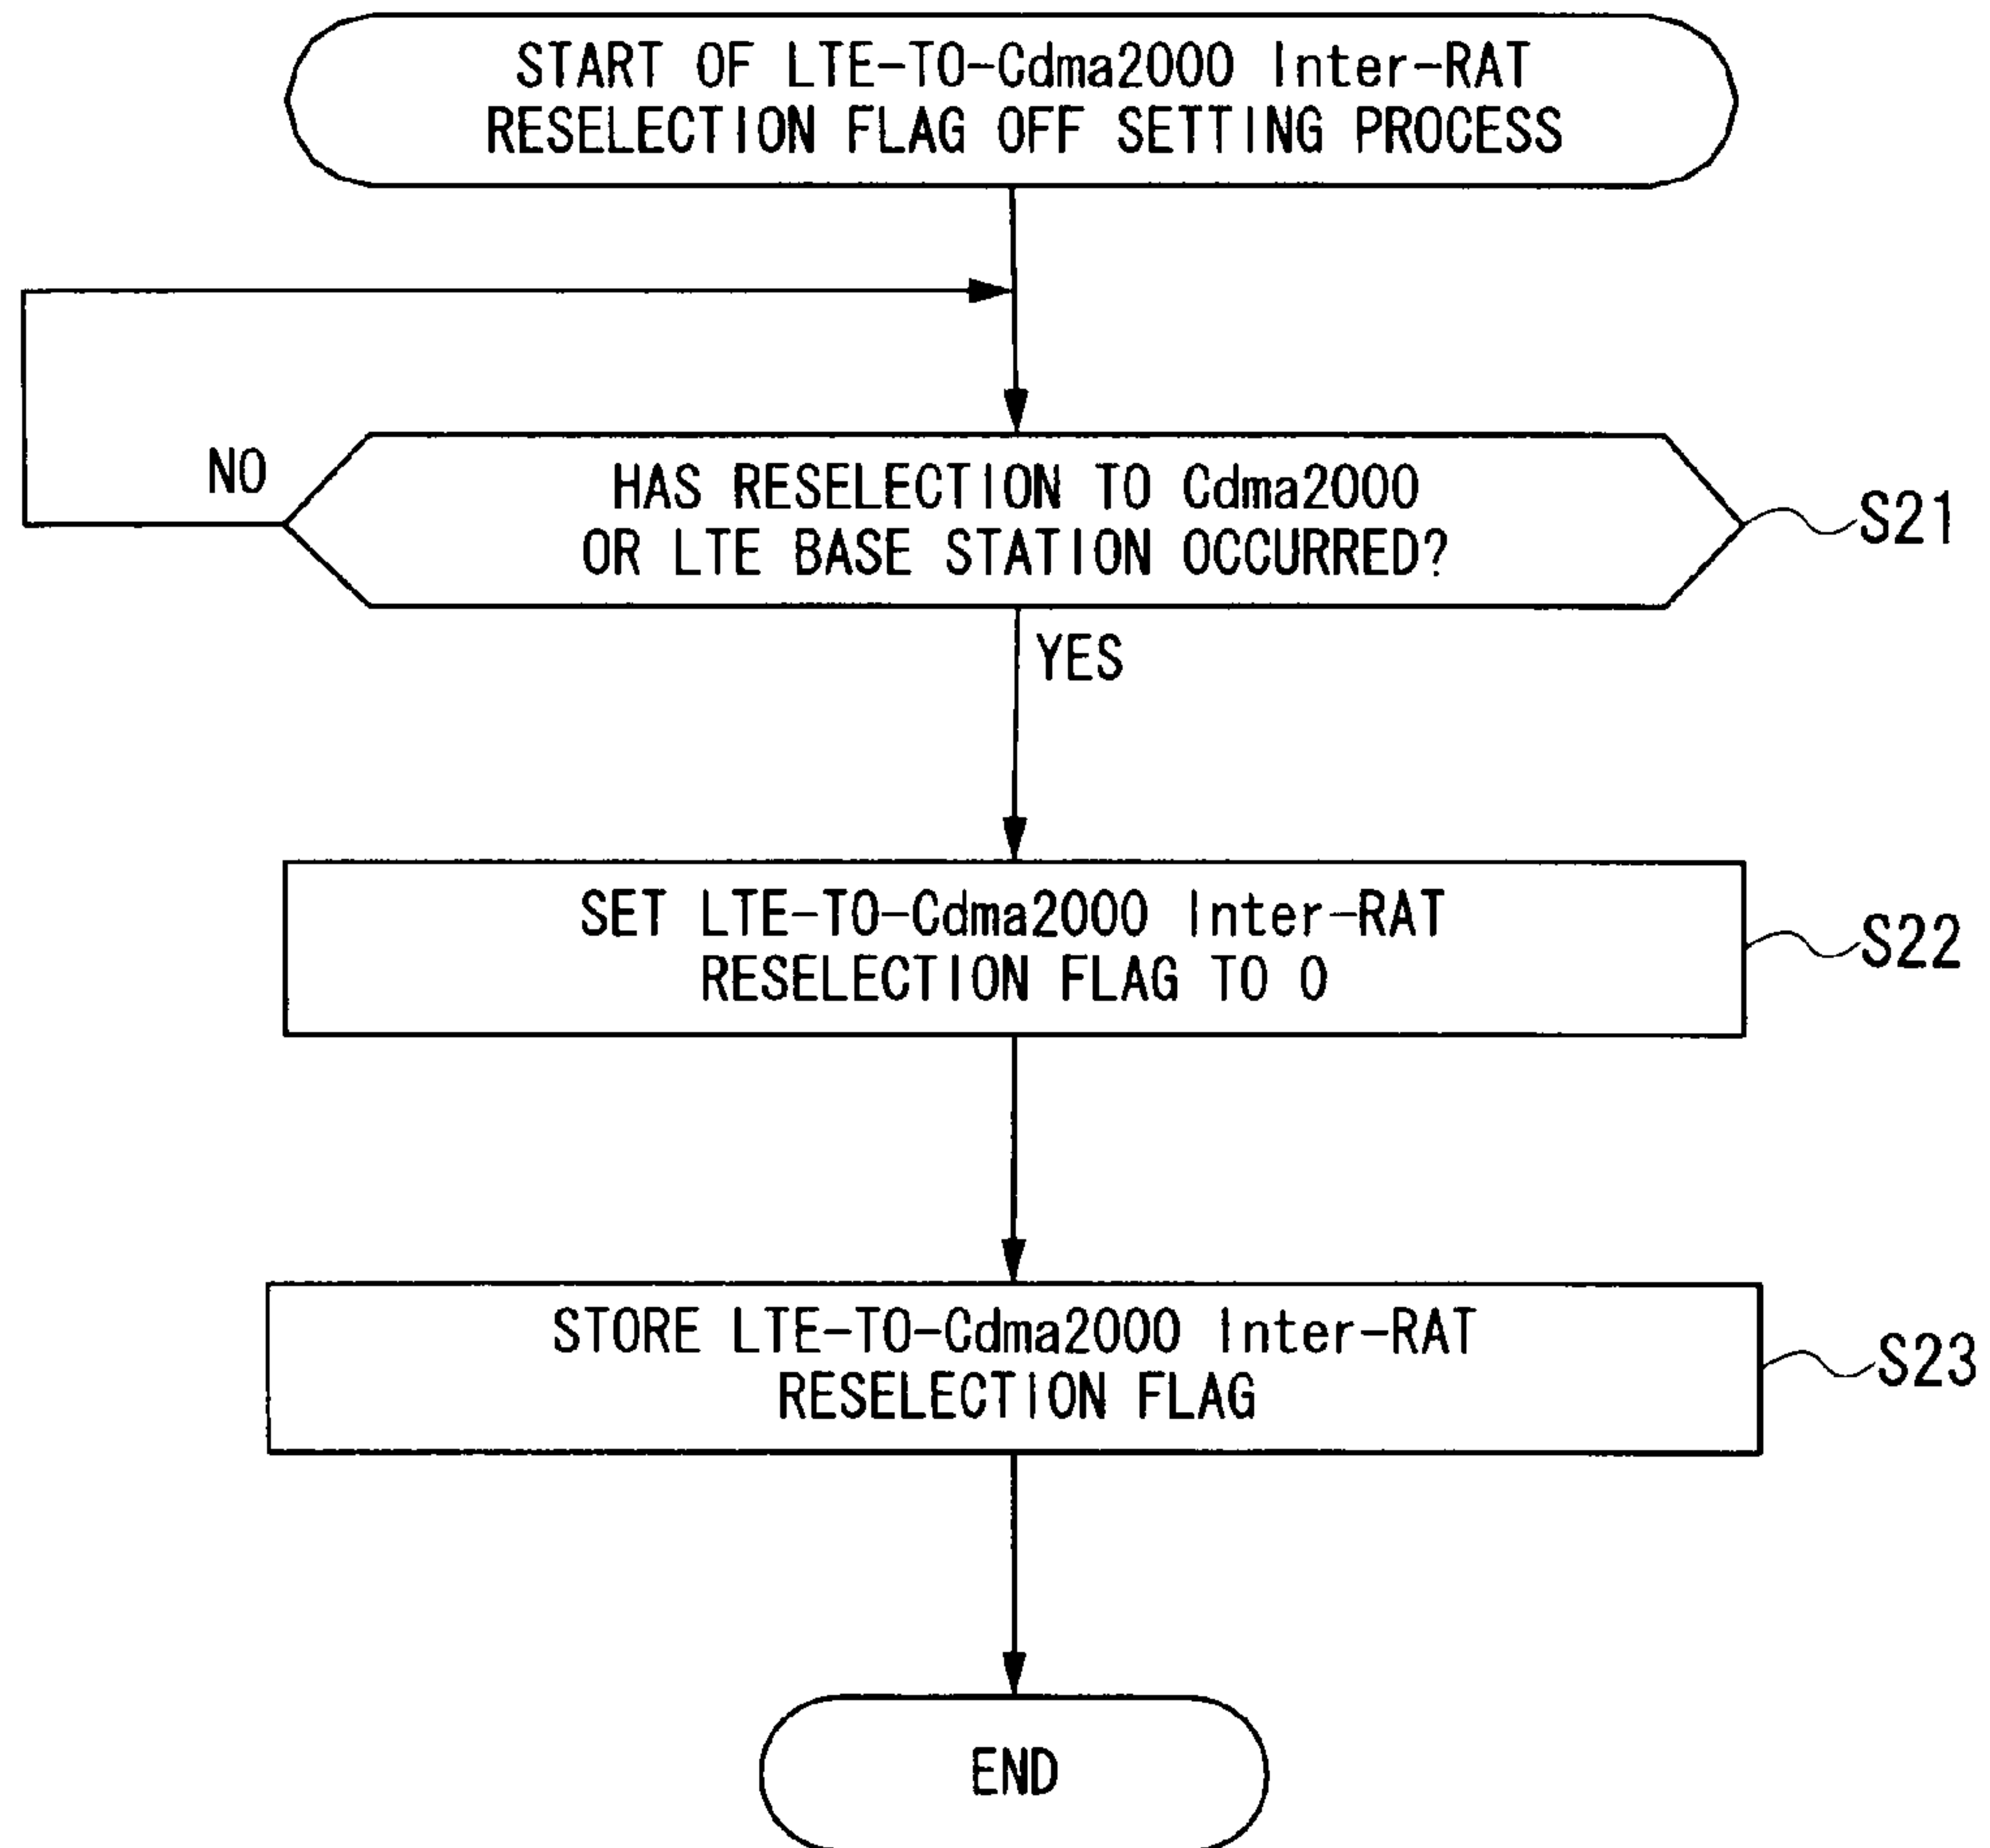 START OF LTE-TO-Cdma2000 Inter-RAT
RESELECTION FLAG OFF SETTING PROCESS
NO
HAS RESELECTION TO Cdma2000
OR LTE BASE STATION OCCURRED?
S21
YES
SET LTE-TO-Cdma2000 Inter-RAT
RESELECTION FLAG TO 0
S22
STORE LTE-TO-Cdma2000 Inter-RAT
RESELECTION FLAG
S23
END